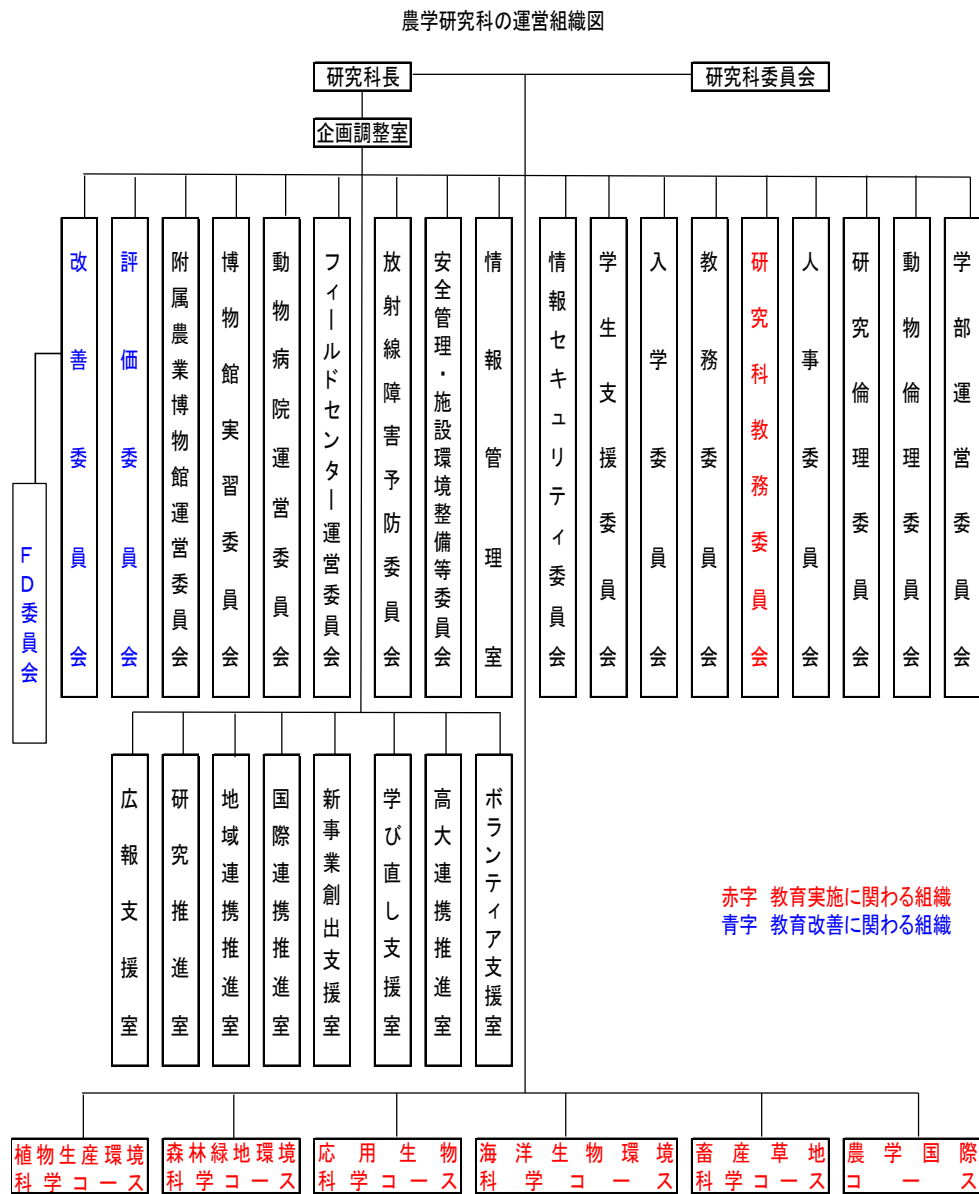 農学研究科の運営組織図
研究科長
研究科委員会
企画調整室
改善委員会
評価委員会
附属農業博物館運営委員会
博物館実習委員会
動物病院運営委員会
フィールドセンター運営委員会
放射線障害予防委員会
安全管理・施設環境整備等委員会
情報管理室
情報セキュリティ委員会
学生支援委員会
入学委員会
教務委員会
研究科教務委員会
人事委員会
研究倫理委員会
動物倫理委員会
学部運営委員会
FD委員会
広報支援室
研究推進室
地域連携推進室
国際連携推進室
新事業創出支援室
学び直し支援室
高大連携推進室
ボランティア支援室
赤字 教育実施に関わる組織
青字 教育改善に関わる組織
植物生産環境
科学コース
森林緑地環境
科学コース
応用生物
科学コース
海洋生物環境
科学コース
畜産草地
科学コース
農学国際
コース